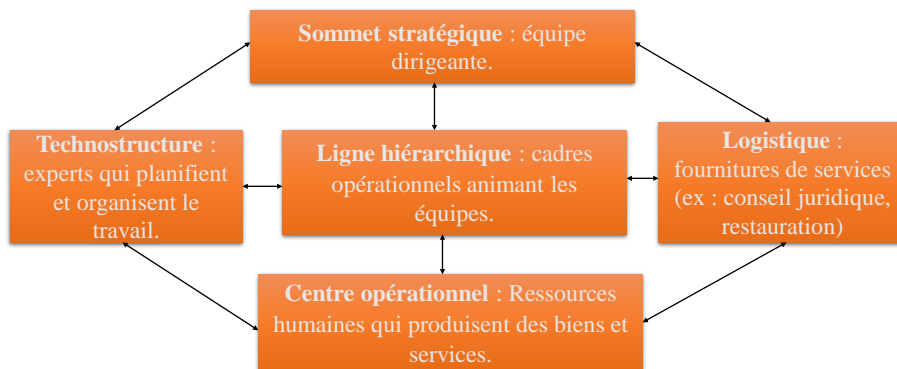 Sommet stratégique : équipe
dirigeante.
Technostructure :
experts qui planifient
et organisent le
travail.
Ligne hiérarchique : cadres
opérationnels animant les
équipes.
Logistique :
fournitures de services
(ex : conseil juridique,
restauration)
Centre opérationnel : Ressources
humaines qui produisent des biens et
services.